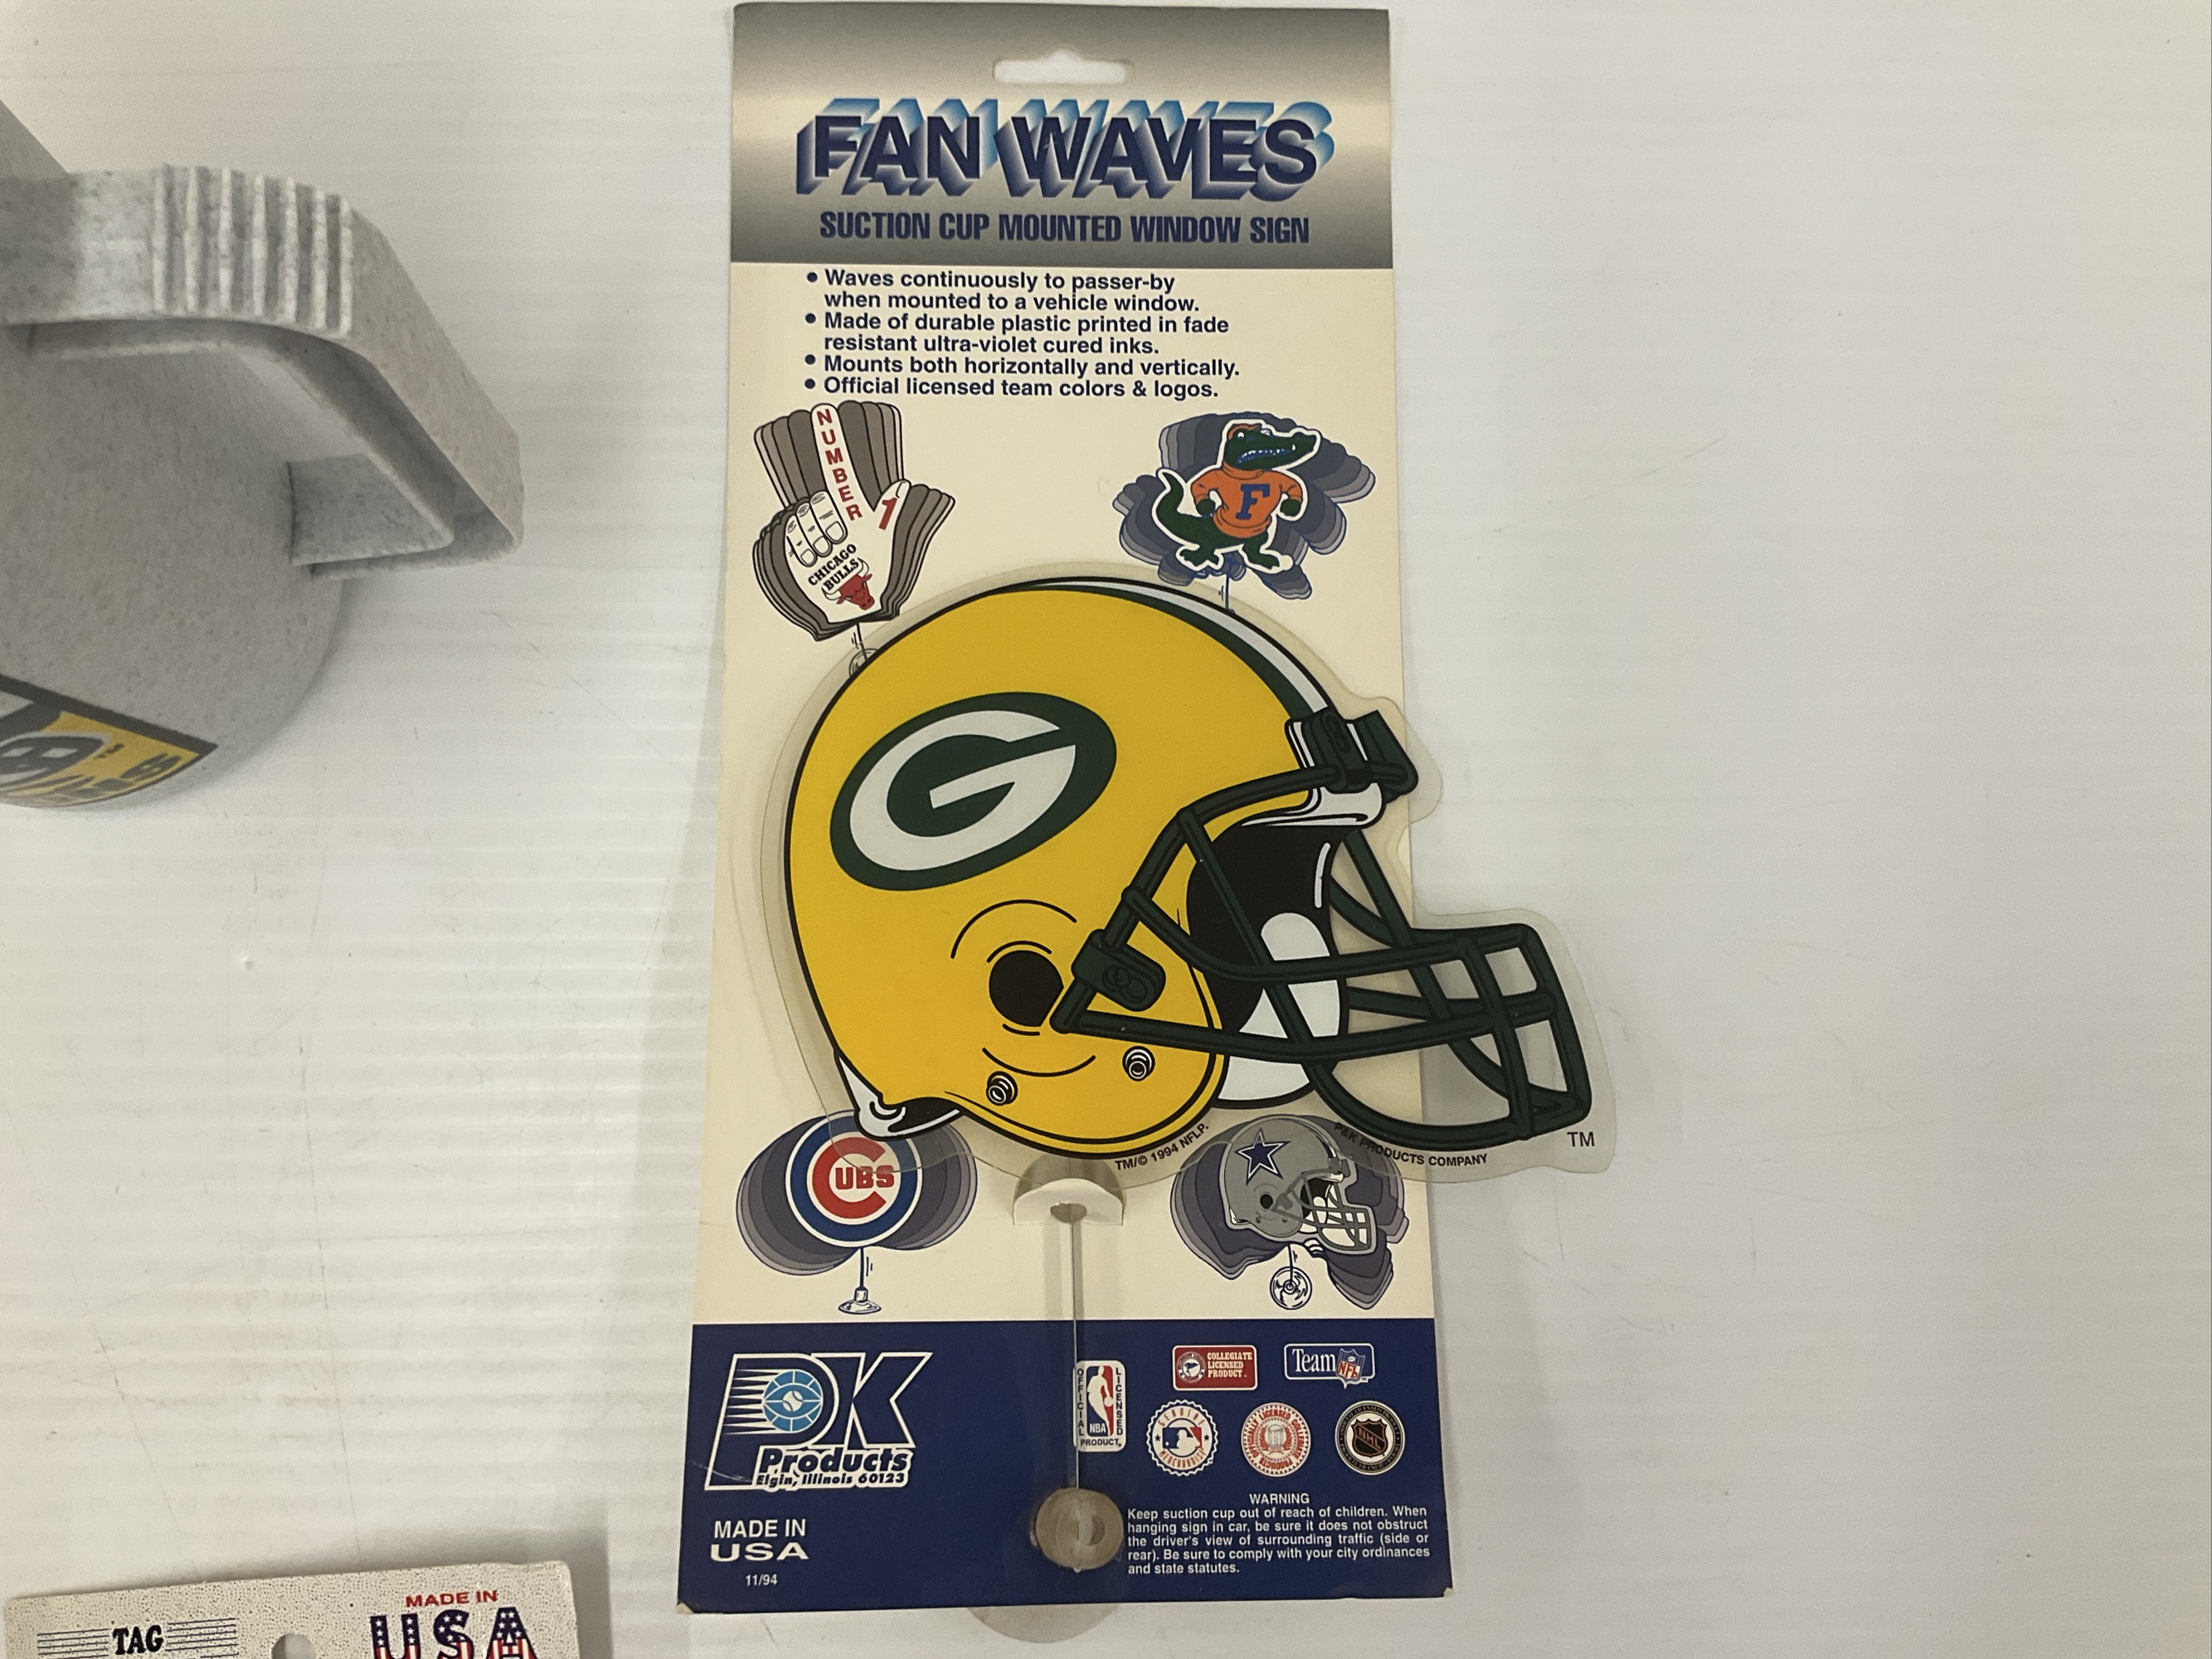 FAN WAVES
SUCTION CUP MOUNTED WINDOW SIGN
• Waves continuously to passer-by
when mounted to a vehicle window.
• Made of durable plastic printed in fade
resistant ultra-violet cured inks.
• Mounts both horizontally and vertically.
• Official licensed team colors & logos.
NUMBER
1
CHICAGO
BULLS
F
G
TM/© 1994 NFLP.
P&K PRODUCTS COMPANY
TM
CUBS
PK
Products
Elgin, Illinois 60123
MADE IN
USA
11/94
OFFICIAL
LICENSED
NBA
PRODUCT
COLLEGIATE
LICENSED
PRODUCT
Team NFL
GENUINE
MERCHANDISE
NHL
WARNING
Keep suction cup out of reach of children. When
hanging sign in car, be sure it does not obstruct
the driver's view of surrounding traffic (side or
rear). Be sure to comply with your city ordinances
and state statutes.
TAG
MADE IN
USA